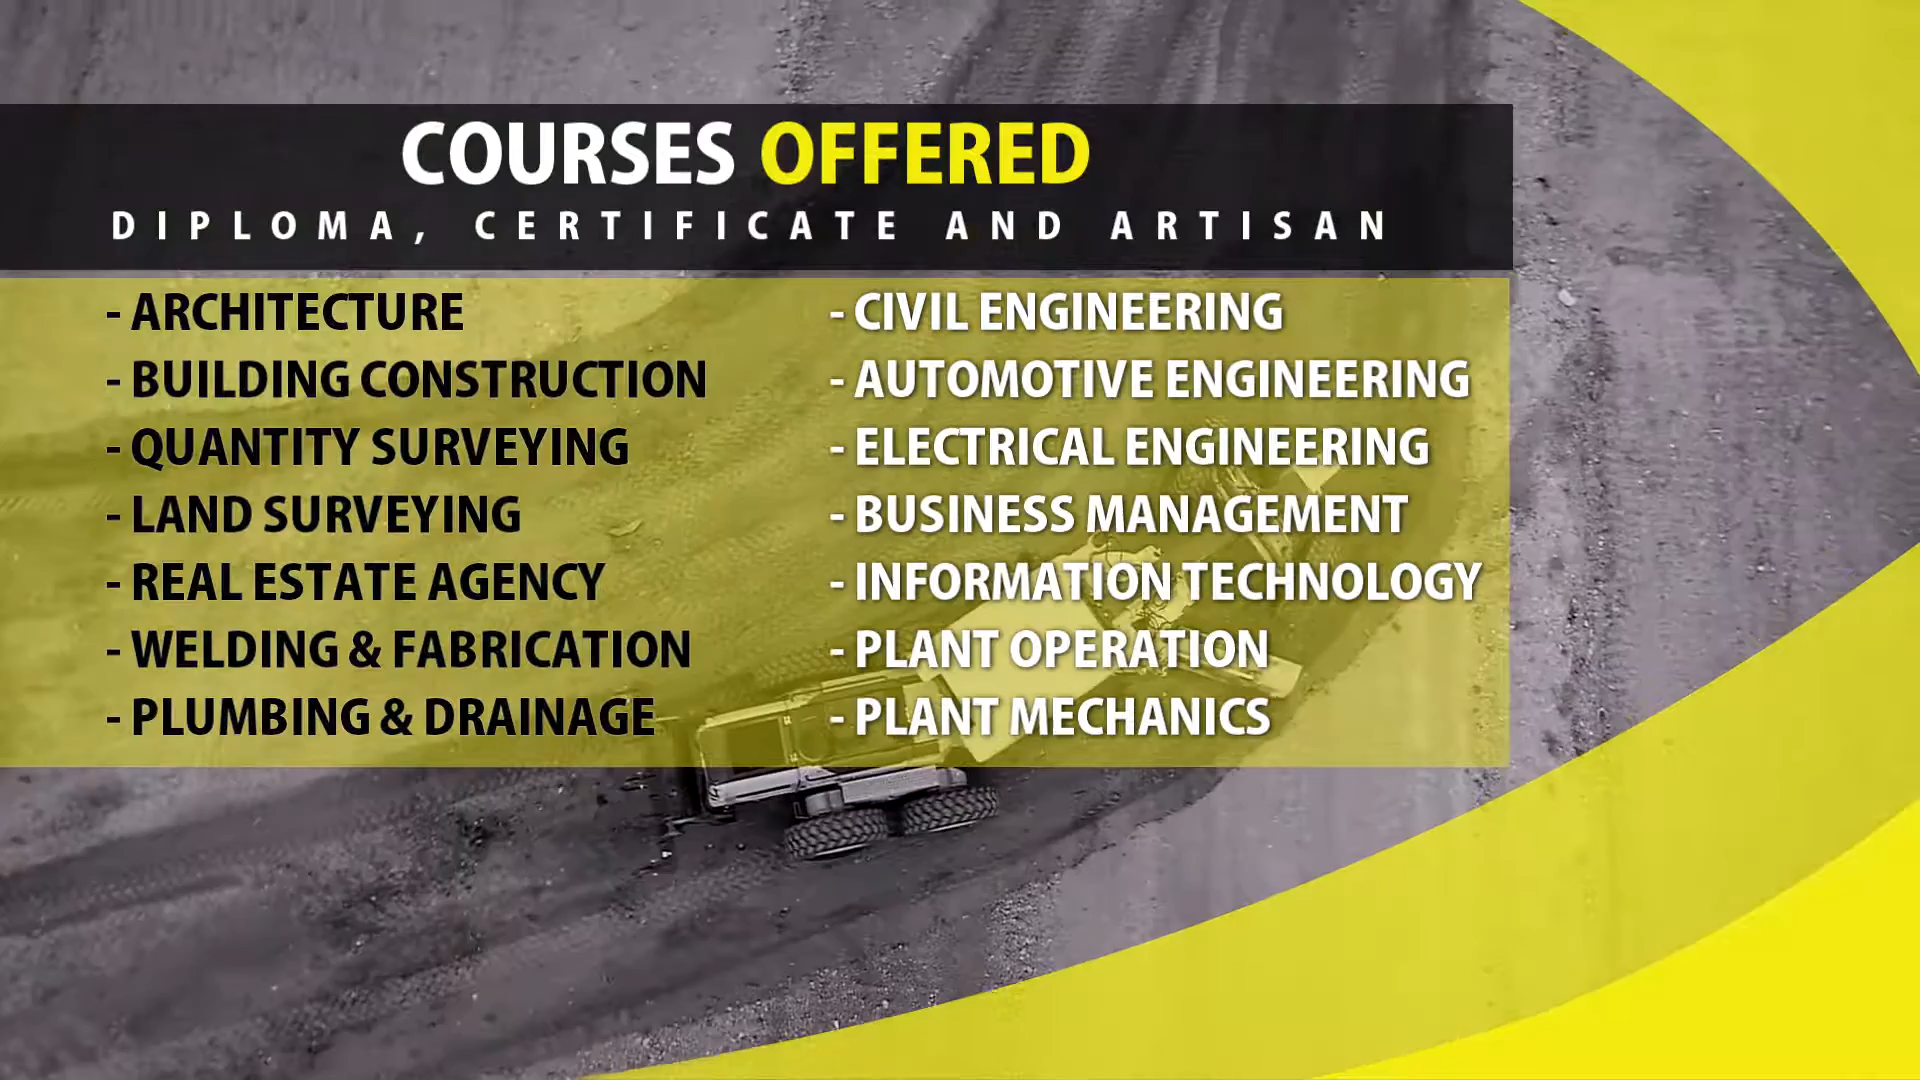 COURSES OFFERED
DIPLOMA, CERTIFICATE AND ARTISAN
- ARCHITECTURE
- BUILDING CONSTRUCTION
- QUANTITY SURVEYING
- LAND SURVEYING
- REAL ESTATE AGENCY
- WELDING & FABRICATION
- PLUMBING & DRAINAGE
- CIVIL ENGINEERING
- AUTOMOTIVE ENGINEERING
- ELECTRICAL ENGINEERING
- BUSINESS MANAGEMENT
- INFORMATION TECHNOLOGY
- PLANT OPERATION
- PLANT MECHANICS